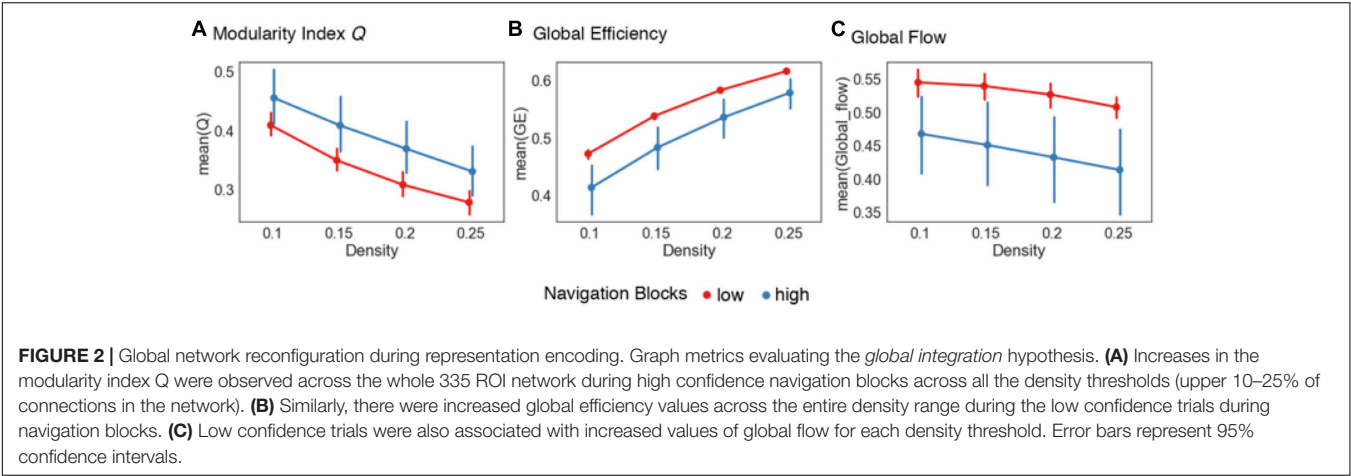 A Modularity Index Q
mean(Q)
0.5
0.4
0.3
0.1 0.15 0.2 0.25
Density
B Global Efficiency
mean(GE)
0.6
0.5
0.4
0.1 0.15 0.2 0.25
Density
C Global Flow
mean(Global_flow)
0.55
0.50
0.45
0.40
0.35
0.1 0.15 0.2 0.25
Density
Navigation Blocks low high
FIGURE 2 | Global network reconfiguration during representation encoding. Graph metrics evaluating the global integration hypothesis. (A) Increases in the
modularity index Q were observed across the whole 335 ROI network during high confidence navigation blocks across all the density thresholds (upper 10–25% of
connections in the network). (B) Similarly, there were increased global efficiency values across the entire density range during the low confidence trials during
navigation blocks. (C) Low confidence trials were also associated with increased values of global flow for each density threshold. Error bars represent 95%
confidence intervals.